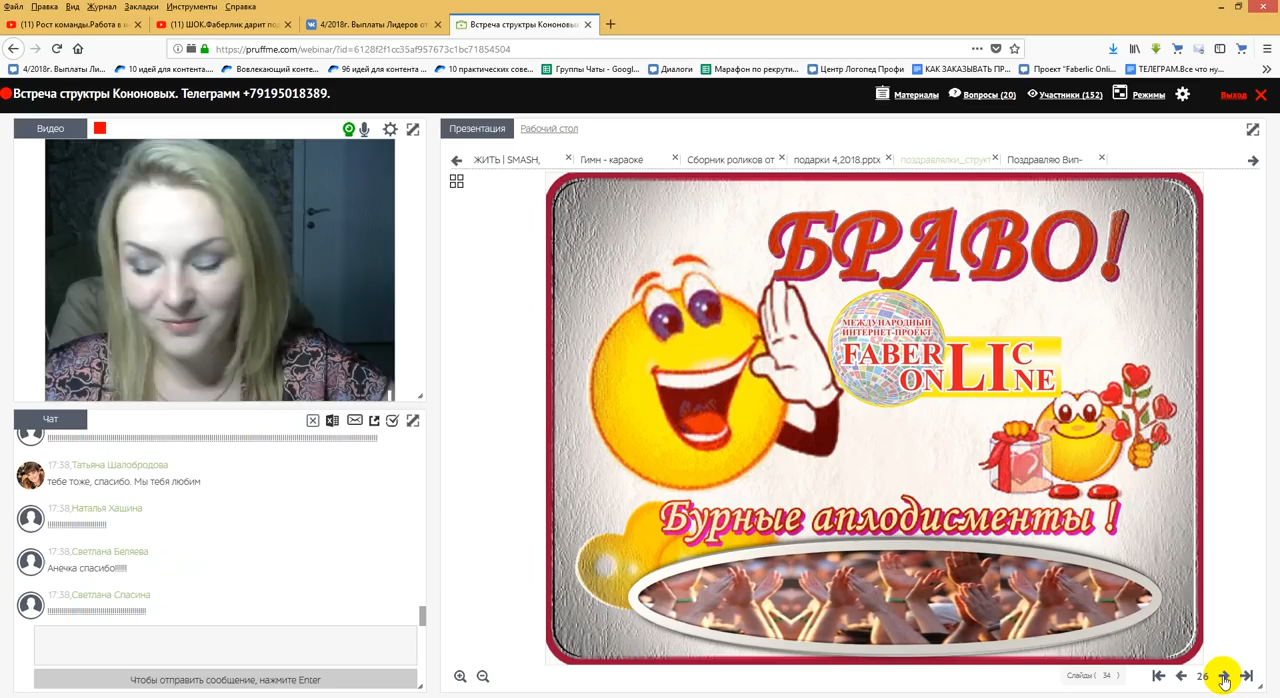 Файл Правка Вид Журнал Закладки Инструменты Справка
(11) Рост команды.Работа в и
(11) ШОК.Фаберлик дарит под
4/2018г. Выплаты Лидеров от
Встреча структры Кононовых.
https://pruffme.com/webinar/?id=6128f2f1cc35af957673c1bc71854504
4/2018г. Выплаты Ли...
10 идей для контента....
Вовлекающий конте...
96 идей для контента ...
10 практических сове...
Группы Чаты - Googl...
Диалоги
Марафон по рекрути...
Центр Логопед Профи
КАК ЗАКАЗЫВАТЬ ПР...
Проект "Faberlic Onli...
ТЕЛЕГРАМ.Все что ну...
Встреча структры Кононовых. Телеграмм +79195018389.
Материалы
Вопросы (20)
Участники (152)
Режимы
Выход
Видео
Презентация
Рабочий стол
ЖИТЬ | SMASH,
Гимн - караоке
Сборник роликов от
подарки 4,2018.pptx
поздравлялки_структ
Поздравляю Вип-
БРАВО!
МЕЖДУНАРОДНЫЙ
ИНТЕРНЕТ-ПРОЕКТ
FABERLIC
ONLINE
Бурные аплодисменты !
Чат
17:38,Татьяна Шалобродова
тебе тоже, спасибо. Мы тебя любим
17:38,Наталья Хащина
17:38,Светлана Беляева
Анечка спасибо!!!!!!
17:38,Светлана Спасина
Чтобы отправить сообщение, нажмите Enter
Слайды ( 34 )
26